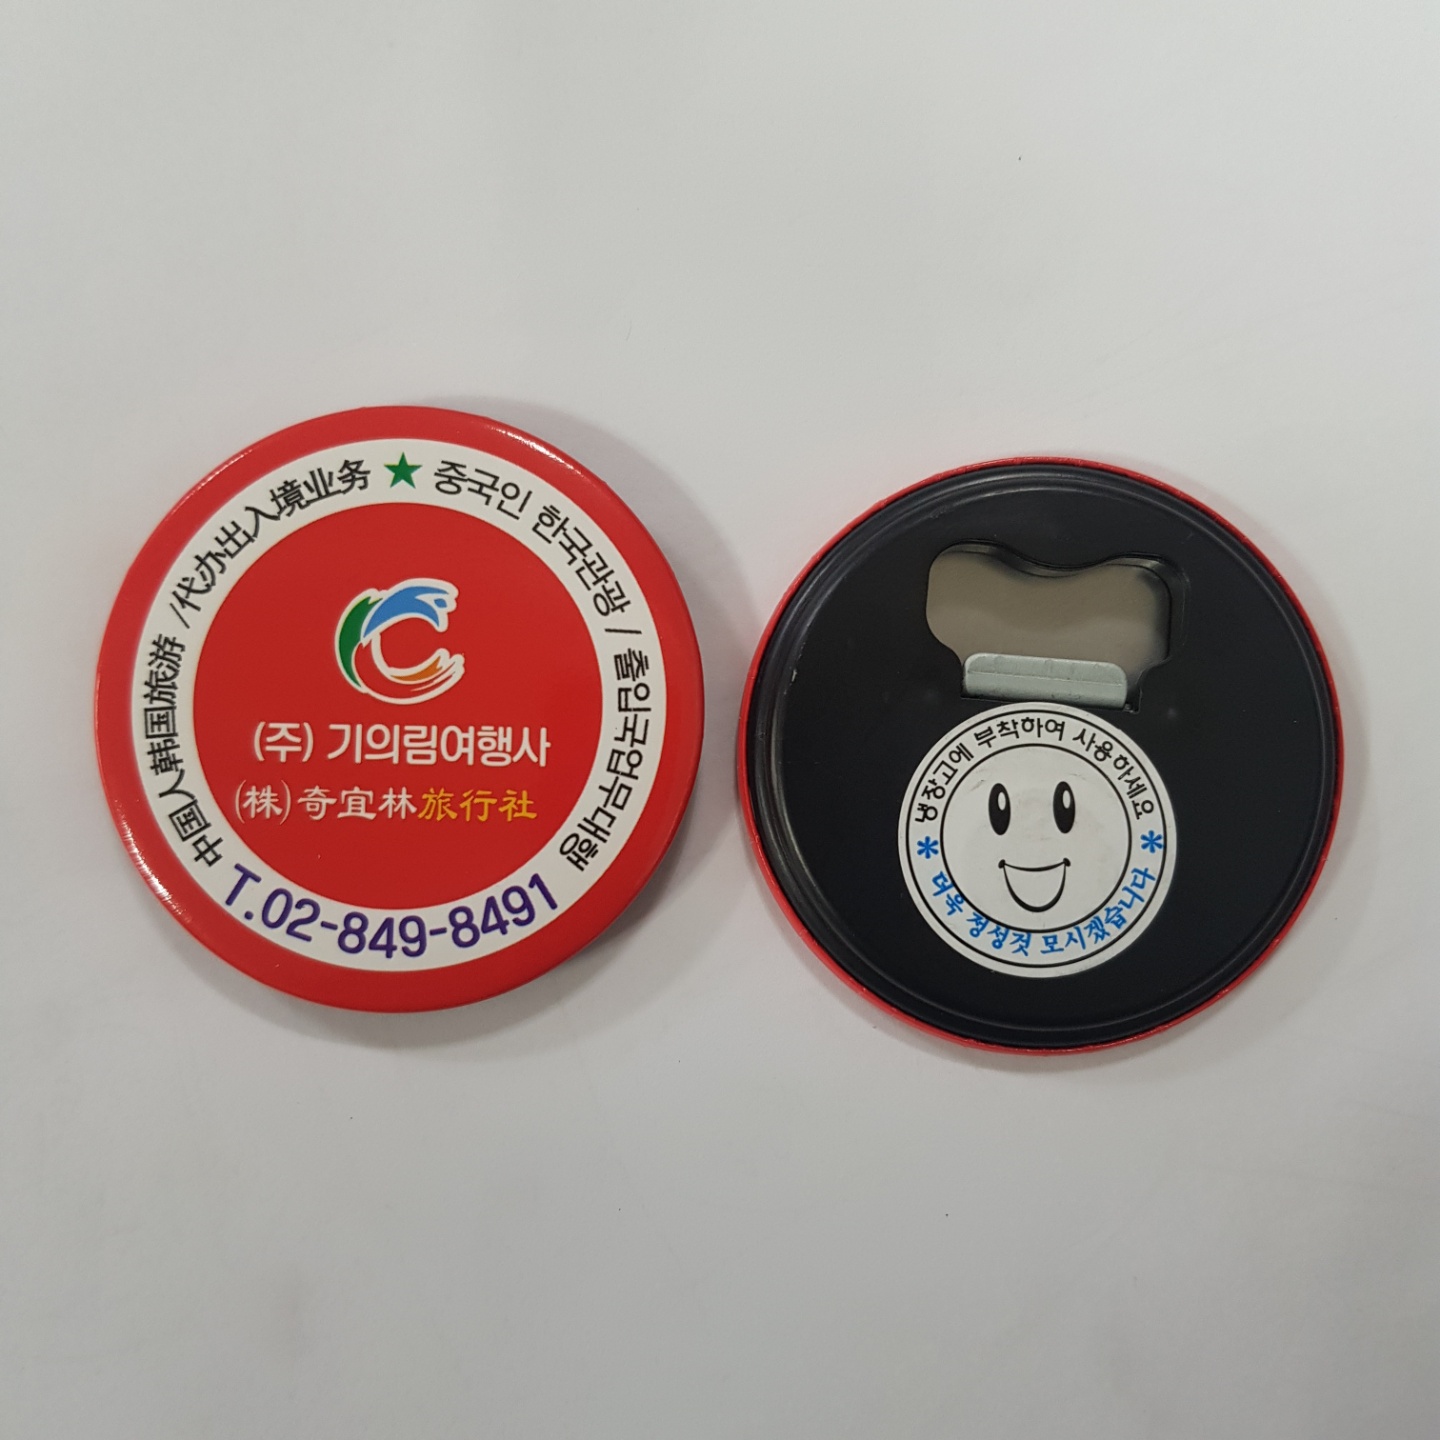 中国人韩国旅游 /代办出入境业务 ★ 중국인 한국관광 / 출입국업무대행
(주) 기의림여행사
(株) 奇宜林旅行社
T.02-849-8491
냉장고에 부착하여 사용하세요
* 더욱 정성껏 모시겠습니다 *